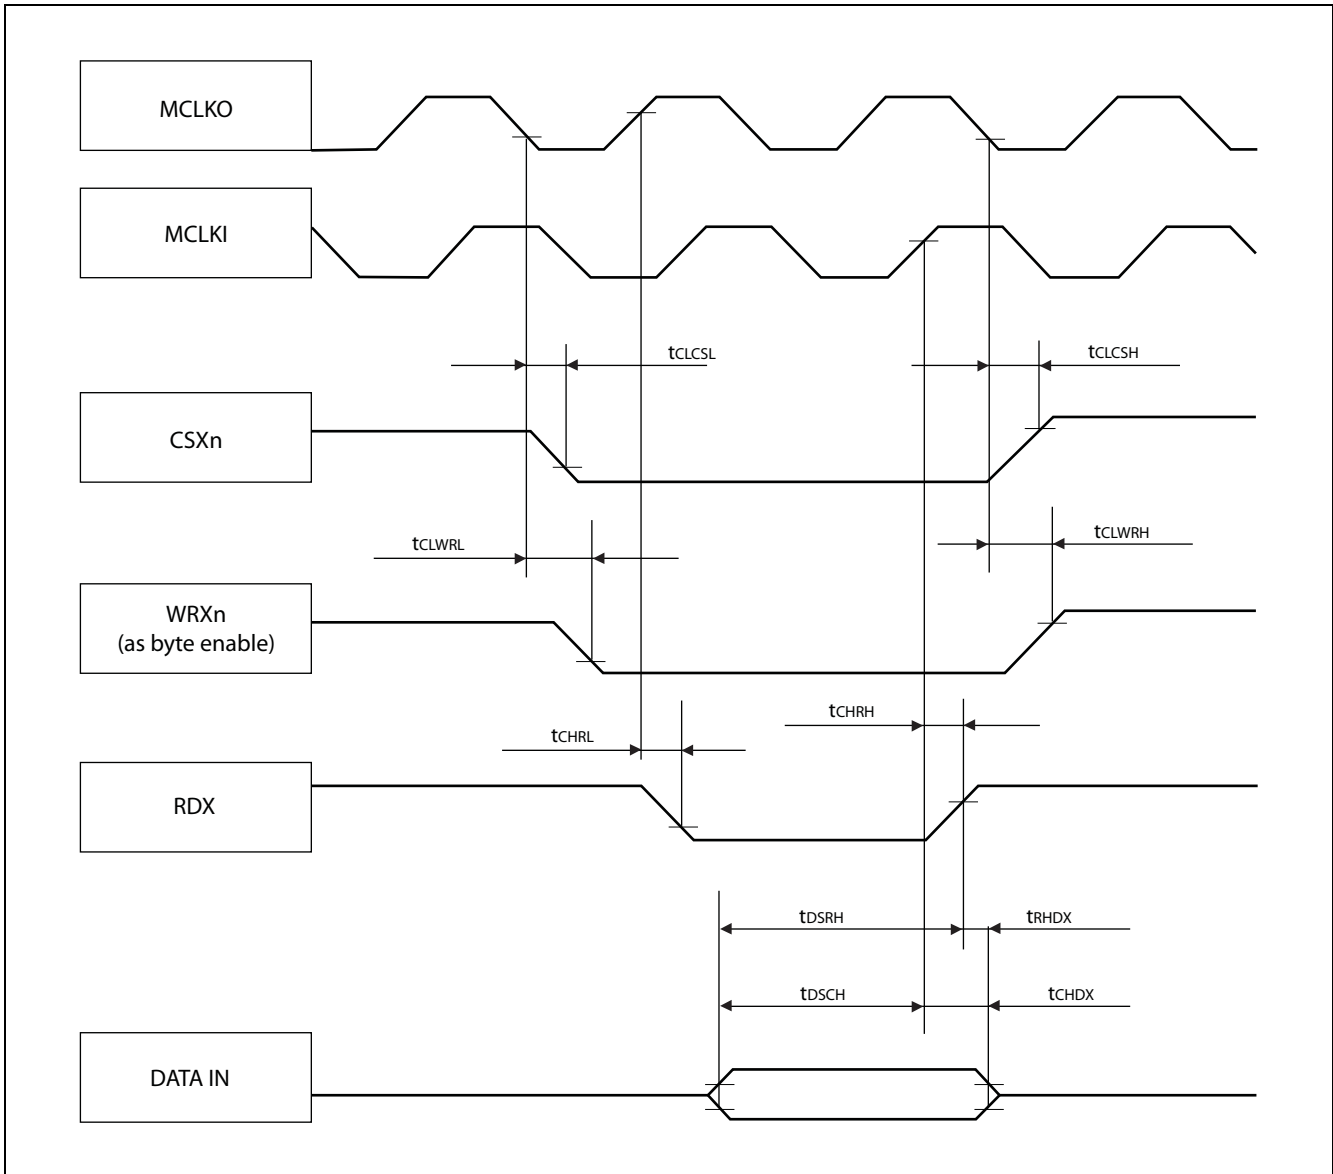 MCLKO
MCLKI
tCLCSL
tCLCSH
CSXn
tCLWRL
tCLWRH
WRXn
(as byte enable)
tCHRL
tCHRH
RDX
tDSRH
tRHDX
tDSCH
tCHDX
DATA IN